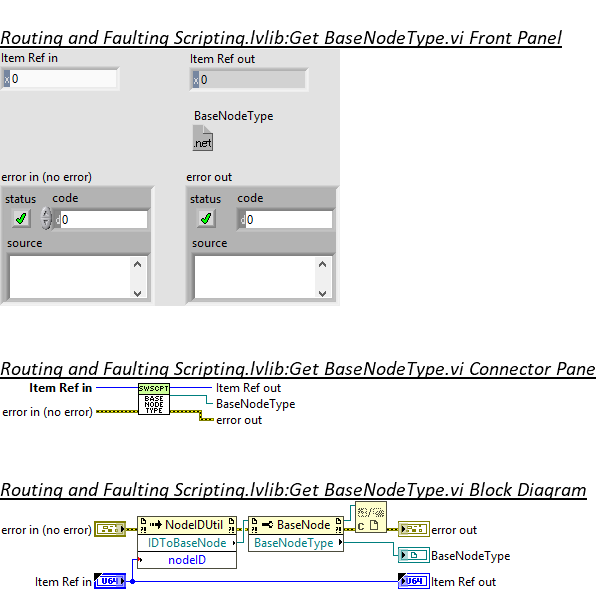 Routing and Faulting Scripting.lvlib:Get BaseNodeType.vi Front Panel
Item Ref in
Item Ref out
x 0
x 0
BaseNodeType
.net
error in (no error)
error out
status code
status code
d 0
d 0
source
source
Routing and Faulting Scripting.lvlib:Get BaseNodeType.vi Connector Pane
Item Ref in
SWSCPT
Item Ref out
BASE
NODE
TYPE
BaseNodeType
error in (no error)
error out
Routing and Faulting Scripting.lvlib:Get BaseNodeType.vi Block Diagram
error in (no error)
NodeIDUtil
BaseNode
C
error out
IDToBaseNode
BaseNodeType
BaseNodeType
nodeID
Item Ref in
U64
U64
Item Ref out